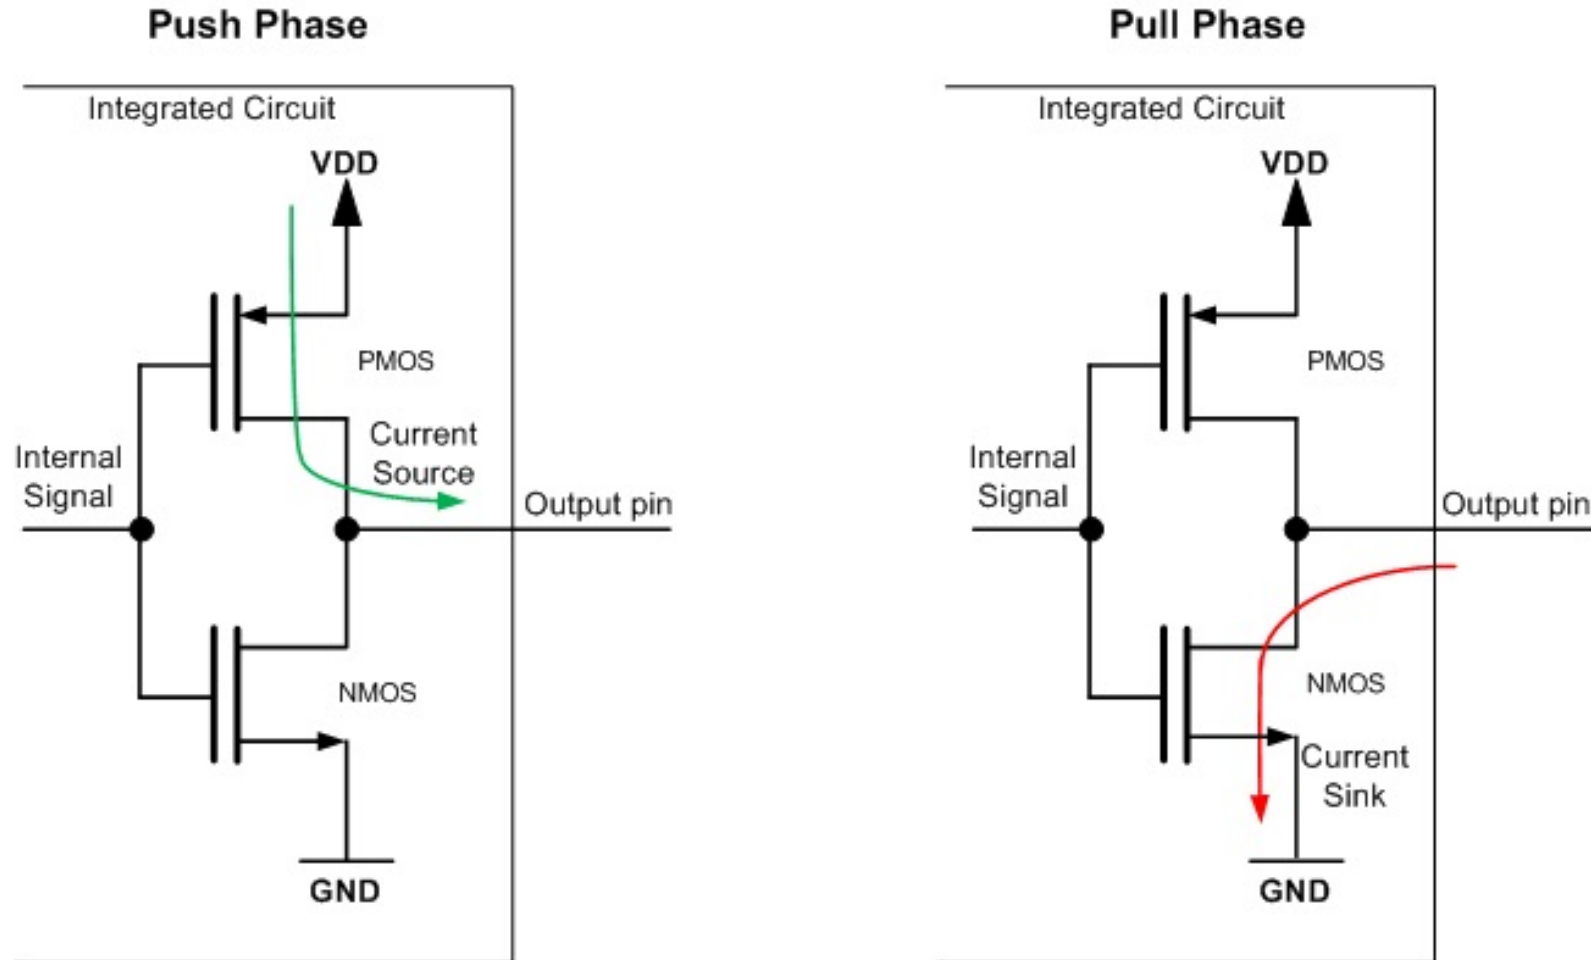 Push Phase
Integrated Circuit
VDD
PMOS
Current
Source
Internal
Signal
Output pin
NMOS
GND
Pull Phase
Integrated Circuit
VDD
PMOS
Internal
Signal
Output pin
NMOS
Current
Sink
GND